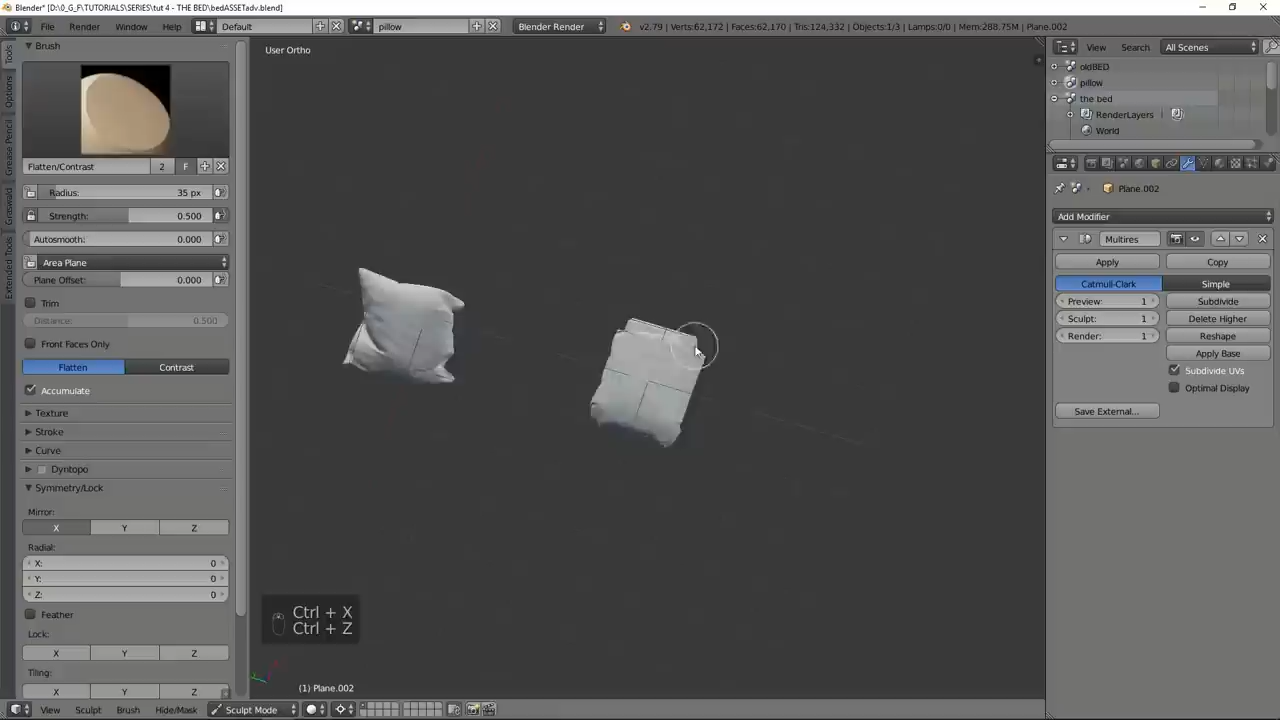 Blender* [D:\0_G_F\TUTORIALS\SERIES\tut 4 - THE BED\bedASSETadv.blend]
File Render Window Help Default pillow Blender Render v2.79 | Verts:62,172 | Faces:62,170 | Tris:124,332 | Objects:1/3 | Lamps:0/0 | Mem:288.75M | Plane.002
Tools
Options
Grease Pencil
Graswald
Extended Tools
Brush
Flatten/Contrast 2 F
Radius: 35 px
Strength: 0.500
Autosmooth: 0.000
Area Plane
Plane Offset: 0.000
Trim
Distance: 0.500
Front Faces Only
Flatten Contrast
Accumulate
Texture
Stroke
Curve
Dyntopo
Symmetry/Lock
Mirror:
X Y Z
Radial:
X: 0
Y: 0
Z: 0
Feather
Lock:
X Y Z
Tiling:
X Y Z
User Ortho
Ctrl + X
Ctrl + Z
(1) Plane.002
View Sculpt Brush Hide/Mask Sculpt Mode
View Search All Scenes
oldBED
pillow
the bed
RenderLayers |
World
Plane.002
Add Modifier
Multires
Apply Copy
Catmull-Clark Simple
Preview: 1 Subdivide
Sculpt: 1 Delete Higher
Render: 1 Reshape
Apply Base
Subdivide UVs
Optimal Display
Save External...